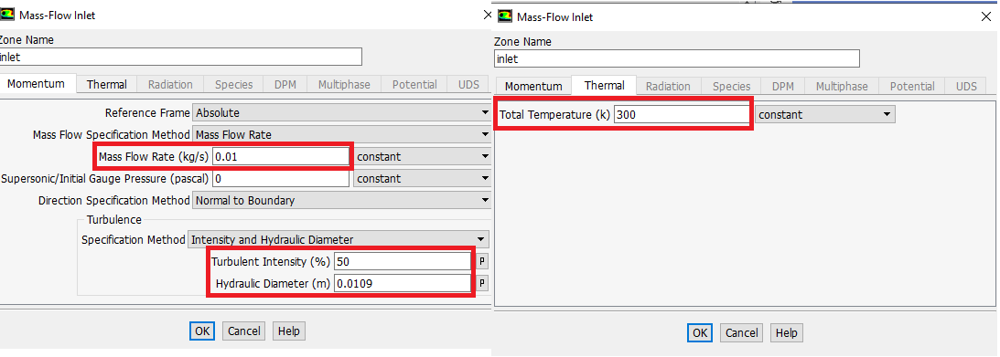 Mass-Flow Inlet
Zone Name
inlet
Momentum Thermal Radiation Species DPM Multiphase Potential UDS
Reference Frame Absolute
Mass Flow Specification Method Mass Flow Rate
Mass Flow Rate (kg/s) 0.01 constant
Supersonic/Initial Gauge Pressure (pascal) 0 constant
Direction Specification Method Normal to Boundary
Turbulence
Specification Method Intensity and Hydraulic Diameter
Turbulent Intensity (%) 50 P
Hydraulic Diameter (m) 0.0109 P
OK Cancel Help
Mass-Flow Inlet
Zone Name
inlet
Momentum Thermal Radiation Species DPM Multiphase Potential UDS
Total Temperature (k) 300 constant
OK Cancel Help